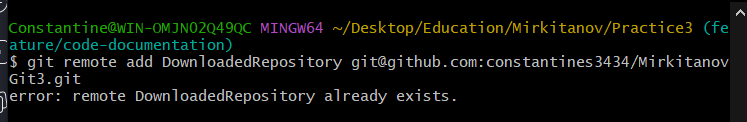 Constantine@WIN-OMJNO2Q49QC MINGW64 ~/Desktop/Education/Mirkitanov/Practice3 (fe
ature/code-documentation)
$ git remote add DownloadedRepository git@github.com:constantines3434/Mirkitanov
Git3.git
error: remote DownloadedRepository already exists.